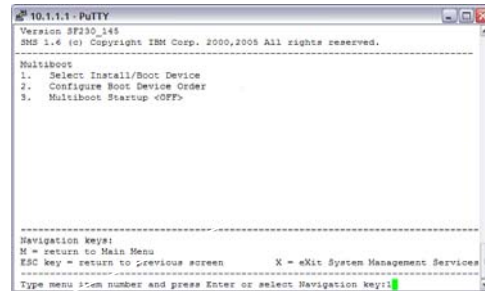 10.1.1.1 - PuTTY
Version SF230_145
SMS 1.6 (c) Copyright IBM Corp. 2000,2005 All rights reserved.
Multiboot
1. Select Install/Boot Device
2. Configure Boot Device Order
3. Multiboot Startup <OFF>
Navigation keys:
M = return to Main Menu
ESC key = return to previous screen X = eXit System Management Services
Type menu item number and press Enter or select Navigation key:1